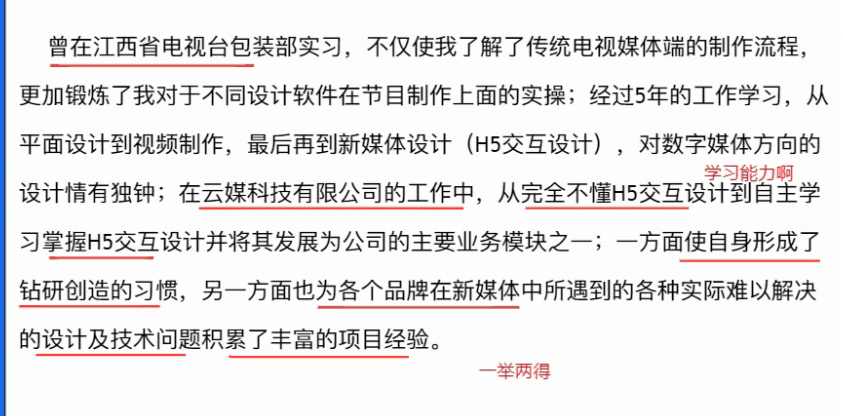 曾在江西省电视台包装部实习，不仅使我了解了传统电视媒体端的制作流程，
更加锻炼了我对于不同设计软件在节目制作上面的实操；经过5年的工作学习，从
平面设计到视频制作，最后再到新媒体设计（H5交互设计），对数字媒体方向的
学习能力啊
设计情有独钟；在云媒科技有限公司的工作中，从完全不懂H5交互设计到自主学
习掌握H5交互设计并将其发展为公司的主要业务模块之一；一方面使自身形成了
钻研创造的习惯，另一方面也为各个品牌在新媒体中所遇到的各种实际难以解决
的设计及技术问题积累了丰富的项目经验。
一举两得